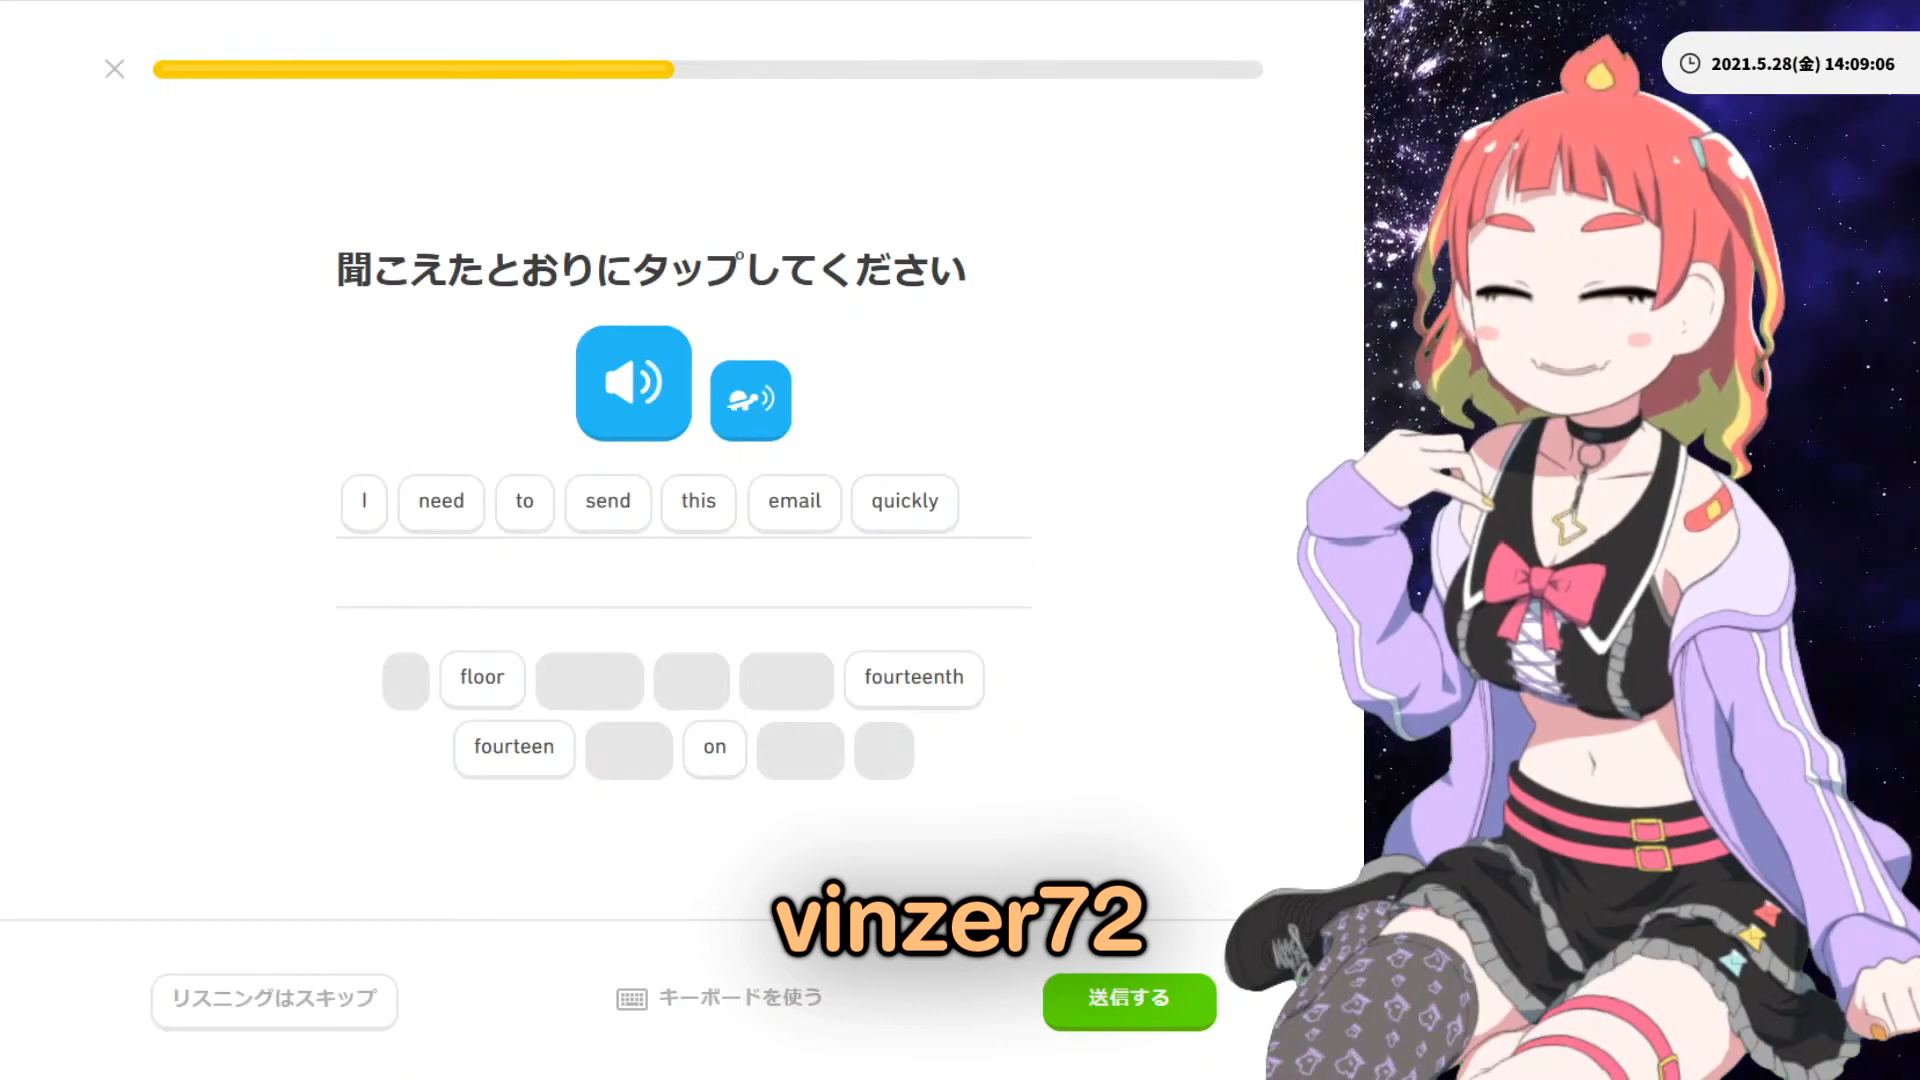 2021.5.28(金) 14:09:06
聞こえたとおりにタップしてください
I need to send this email quickly
floor fourteenth
fourteen on
vinzer72
リスニングはスキップ キーボードを使う 送信する